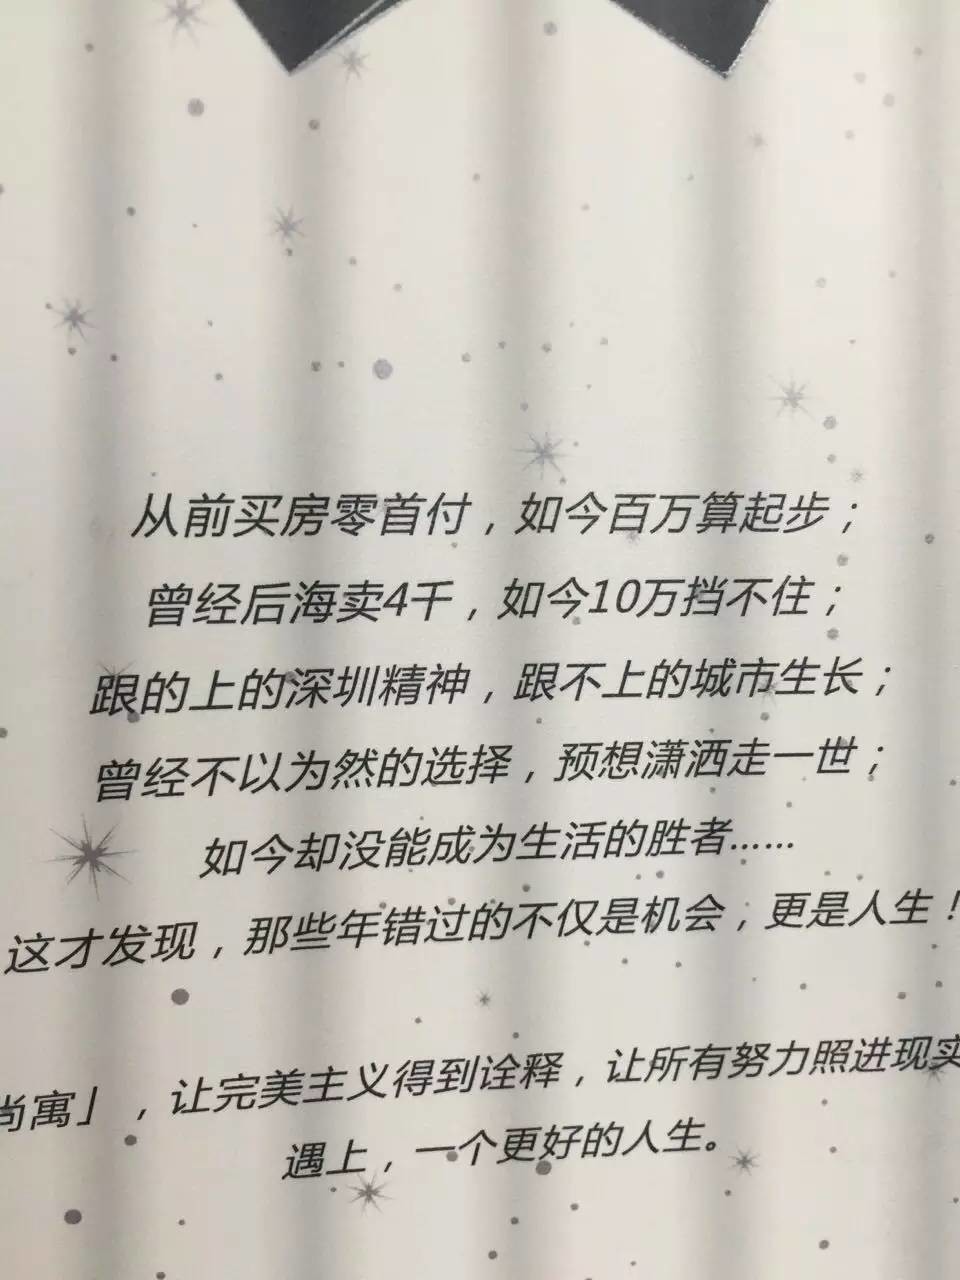 从前买房零首付，如今百万算起步；
曾经后海卖4千，如今10万挡不住；
跟的上的深圳精神，跟不上的城市生长；
曾经不以为然的选择，预想潇洒走一世；
如今却没能成为生活的胜者……
这才发现，那些年错过的不仅是机会，更是人生！
尚寓」，让完美主义得到诠释，让所有努力照进现实
遇上，一个更好的人生。